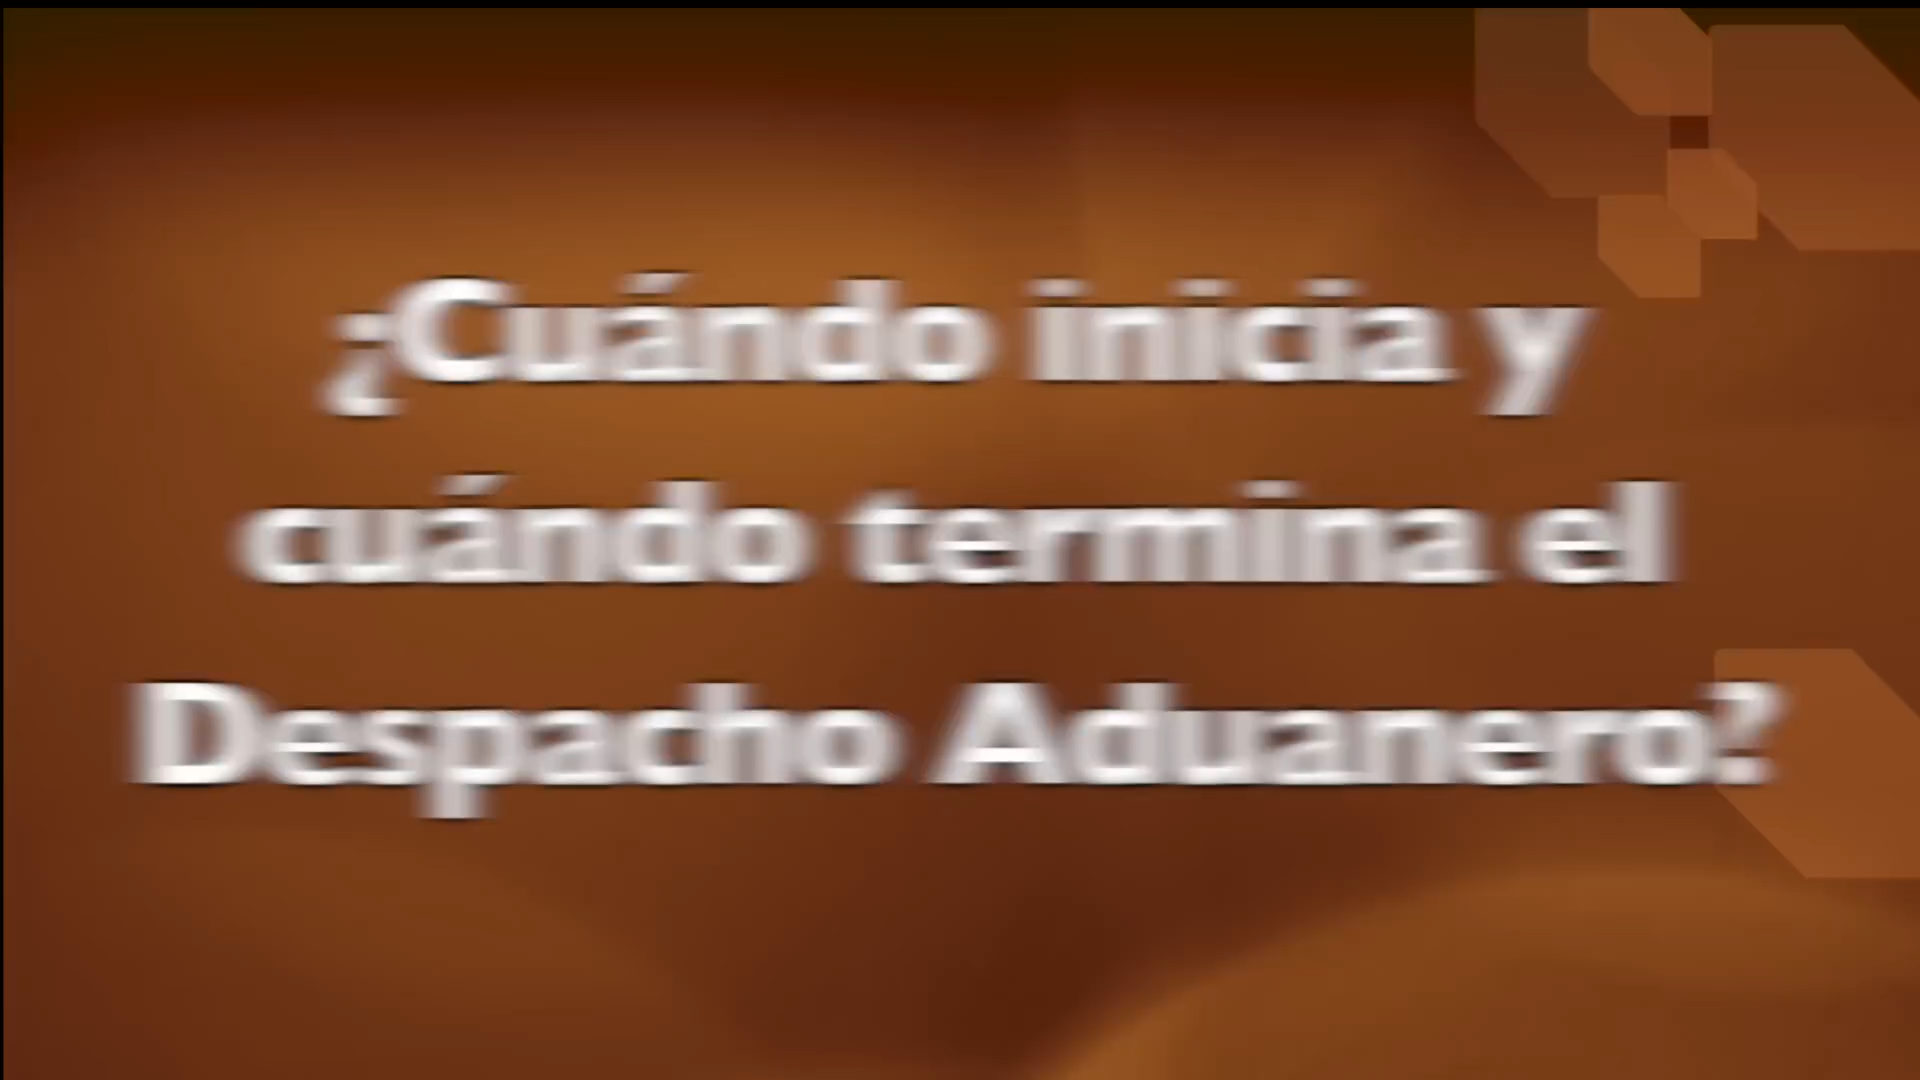 ¿Cuándo inicia y
cuándo termina el
Despacho Aduanero?